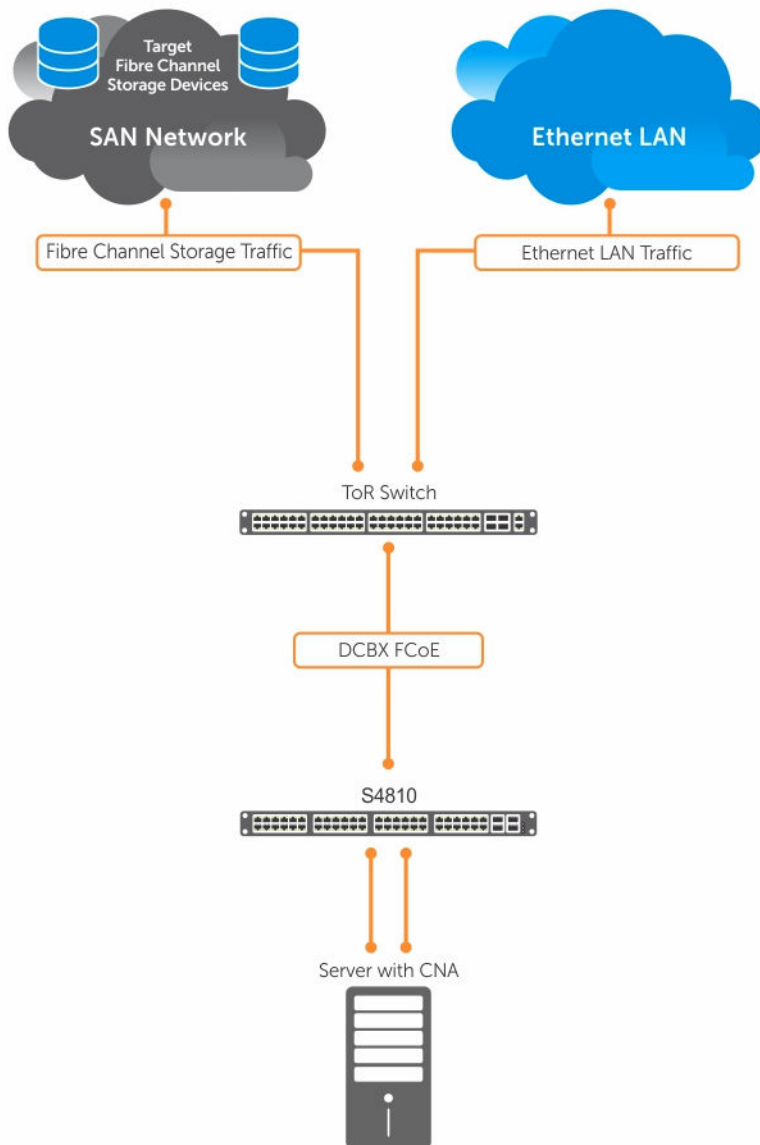 Target
Fibre Channel
Storage Devices
SAN Network
Ethernet LAN
Fibre Channel Storage Traffic
Ethernet LAN Traffic
ToR Switch
DCBX FCoE
S4810
Server with CNA